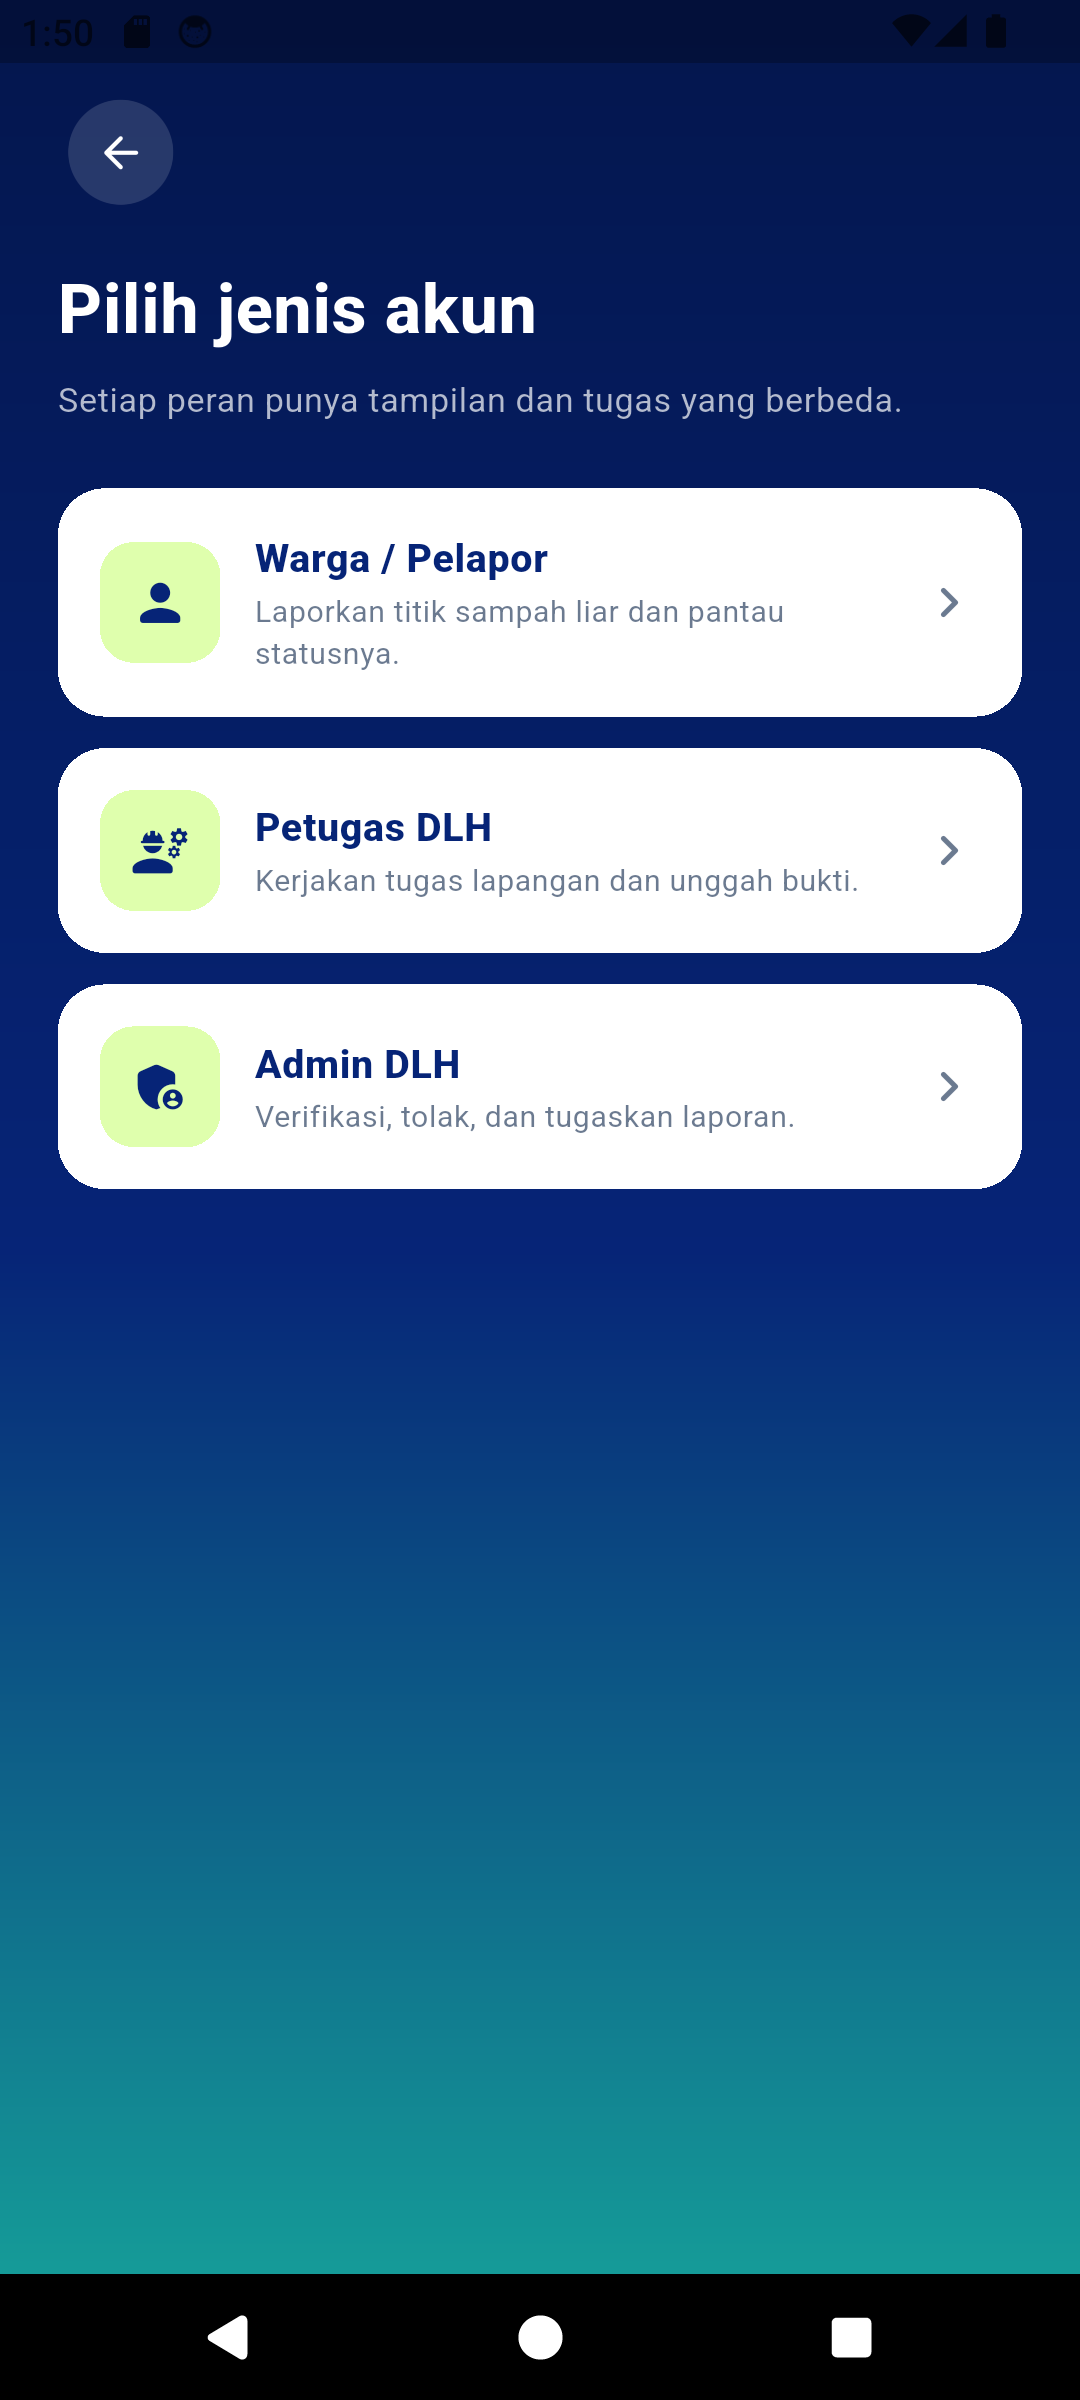 1:50
Pilih jenis akun
Setiap peran punya tampilan dan tugas yang berbeda.
Warga / Pelapor
Laporkan titik sampah liar dan pantau
statusnya.
Petugas DLH
Kerjakan tugas lapangan dan unggah bukti.
Admin DLH
Verifikasi, tolak, dan tugaskan laporan.